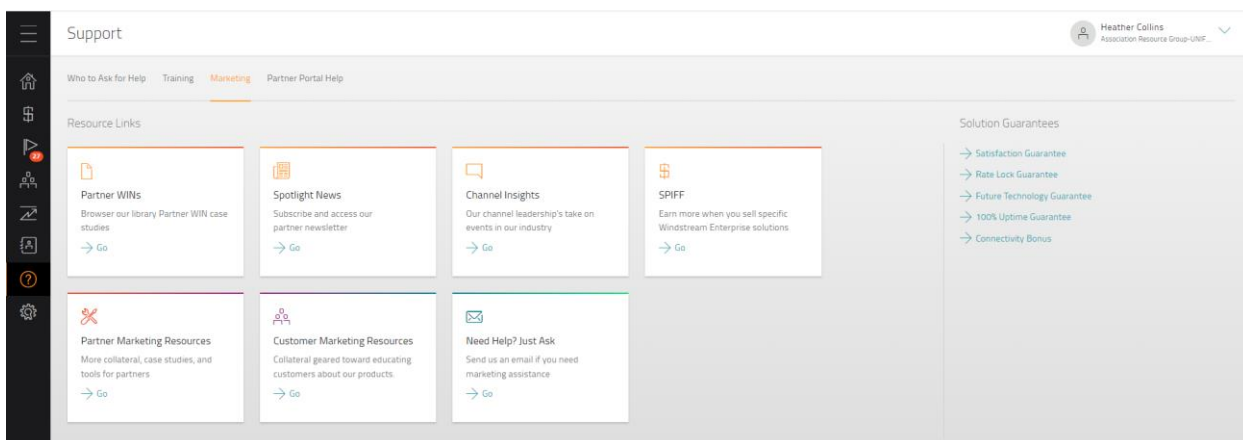 Support
Heather Collins
Association Resource Group-UNIF...
Who to Ask for Help
Training
Marketing
Partner Portal Help
27
Resource Links
Partner WINs
Browser our library Partner WIN case
studies
Go
Spotlight News
Subscribe and access our
partner newsletter
Go
Channel Insights
Our channel leadership's take on
events in our industry
Go
SPIFF
Earn more when you sell specific
Windstream Enterprise solutions
Go
Partner Marketing Resources
More collateral, case studies, and
tools for partners
Go
Customer Marketing Resources
Collateral geared toward educating
customers about our products.
Go
Need Help? Just Ask
Send us an email if you need
marketing assistance
Go
Solution Guarantees
Satisfaction Guarantee
Rate Lock Guarantee
Future Technology Guarantee
100% Uptime Guarantee
Connectivity Bonus